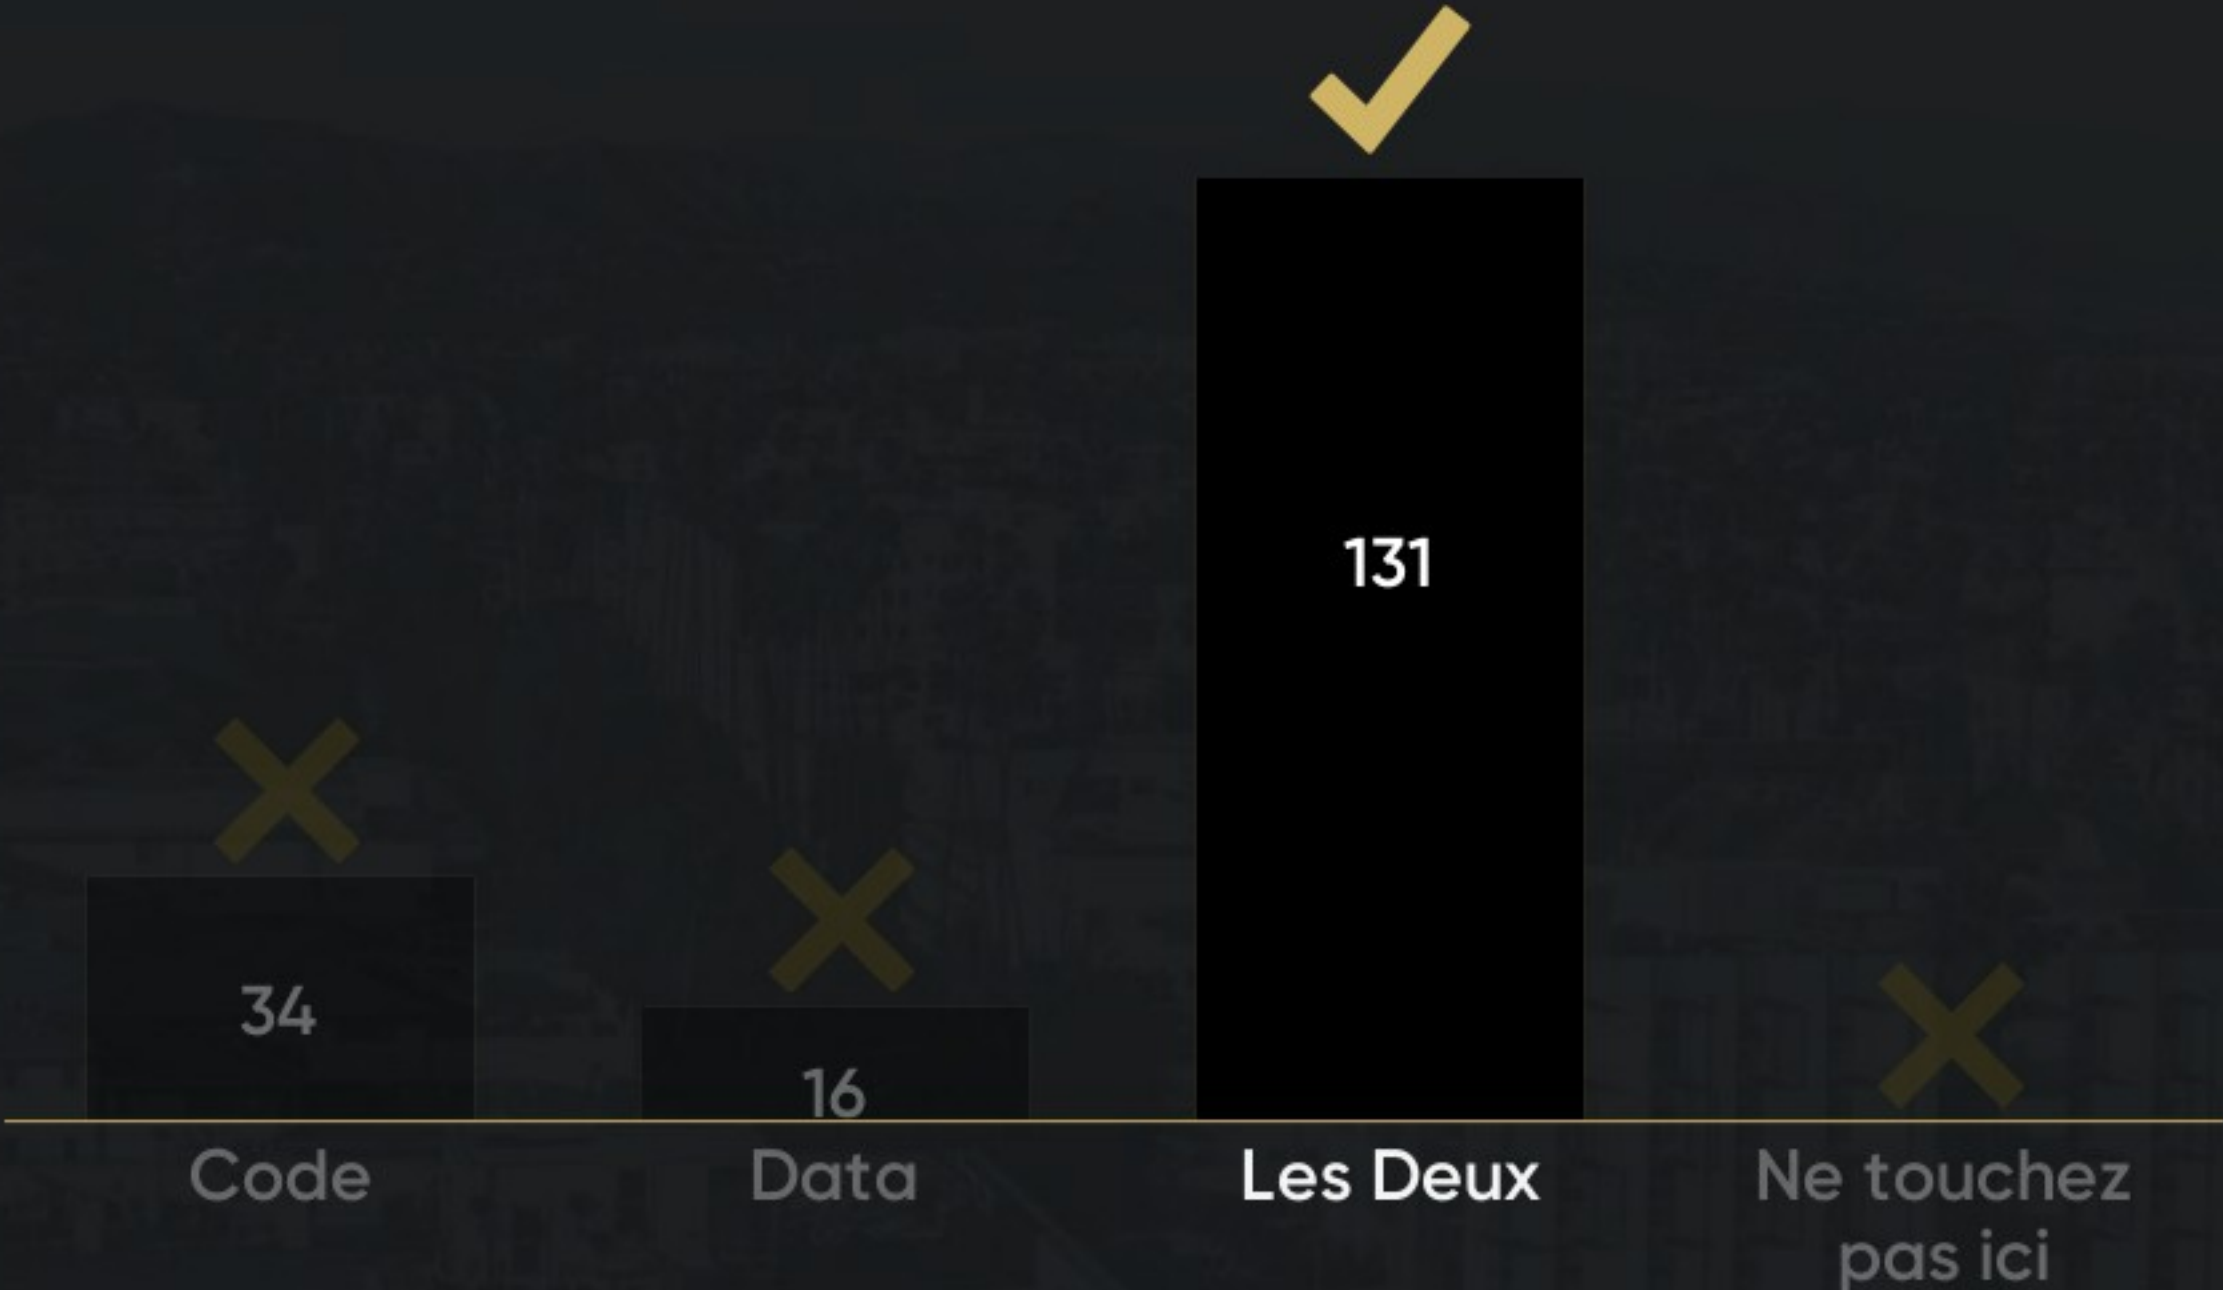 131
34
16
Code
Data
Les Deux
Ne touchez
pas ici